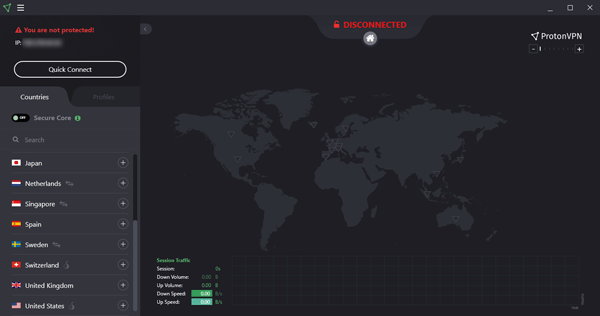 DISCONNECTED
You are not protected!
IP:
ProtonVPN
Quick Connect
Countries
Profiles
OFF
Secure Core
Search
Japan
Netherlands
Singapore
Spain
Sweden
Switzerland
United Kingdom
United States
Session Traffic
Session: 0s
Down Volume: 0.00 B
Up Volume: 0.00 B
Down Speed: 0.00 B/s
Up Speed: 0.00 B/s